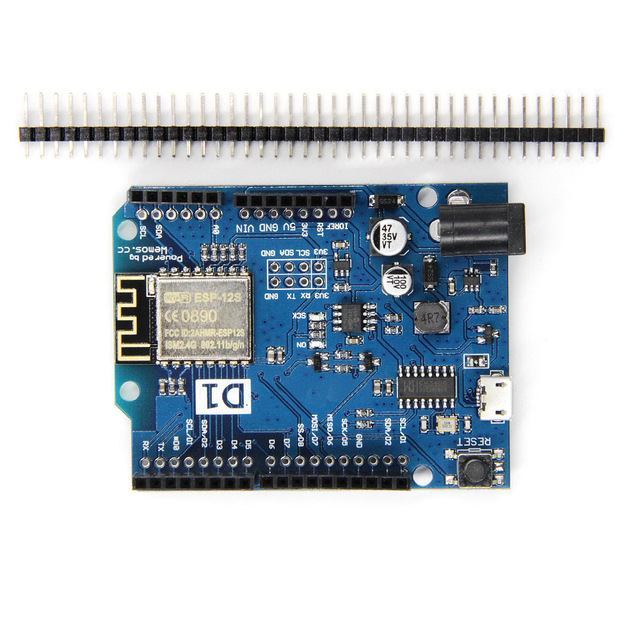 SCL
SDA
A0
VIN
GND
5V
3V3
RST
IOREF
Powered by
Wemos.cc
SS24
47
35V
VT
100
VT
3V3 SCL SDA GND
3V3 RX TX GND
WiFi ESP-12S
CE 0890
FCC ID:2AHMR-ESP12S
ISM2.4G 802.11b/g/n
SCK
ON
4R7
D1
RESET
RX
TX
SCL/D1
SDA/D2
D3
D4
D5
D6
D7
SS/D8
MOSI/D7
MISO/D6
SCK/D5
GND
SDA/D2
SCL/D1